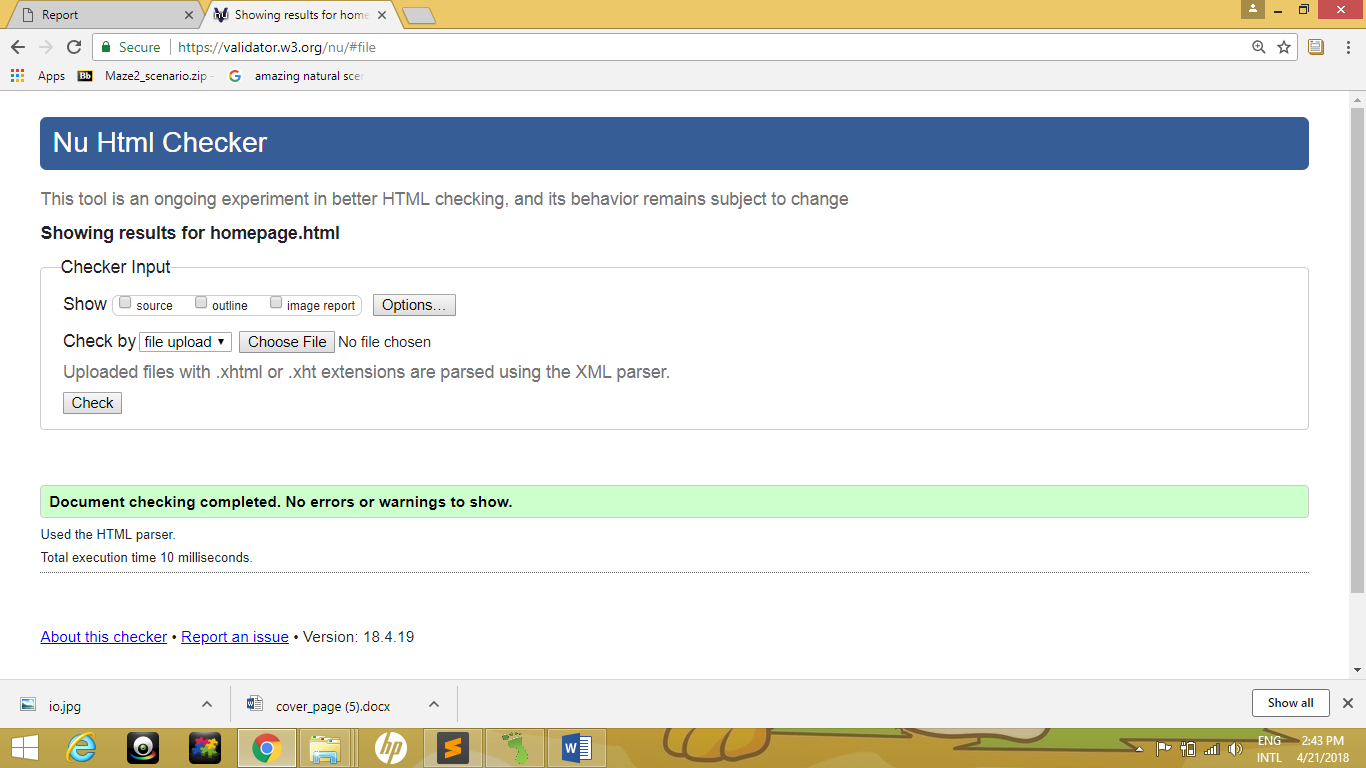 Report
Showing results for home
Secure https://validator.w3.org/nu/#file
Apps Bb Maze2_scenario.zip - G amazing natural sce
Nu Html Checker
This tool is an ongoing experiment in better HTML checking, and its behavior remains subject to change
Showing results for homepage.html
Checker Input
Show source outline image report Options...
Check by file upload Choose File No file chosen
Uploaded files with .xhtml or .xht extensions are parsed using the XML parser.
Check
Document checking completed. No errors or warnings to show.
Used the HTML parser.
Total execution time 10 milliseconds.
About this checker • Report an issue • Version: 18.4.19
io.jpg cover_page (5).docx Show all
hp ENG 2:43 PM
INTL 4/21/2018